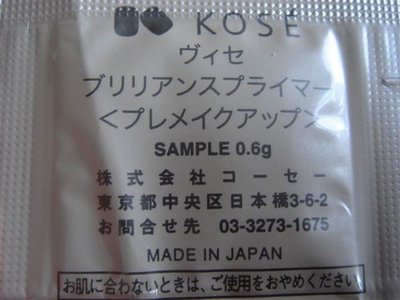 KOSÉ
ヴィセ
ブリリアンスプライマー
＜プレメイクアップ＞
SAMPLE 0.6g
株式会社コーセー
東京都中央区日本橋3-6-2
お問合せ先 03-3273-1675
MADE IN JAPAN
お肌に合わないときは、ご使用をおやめください